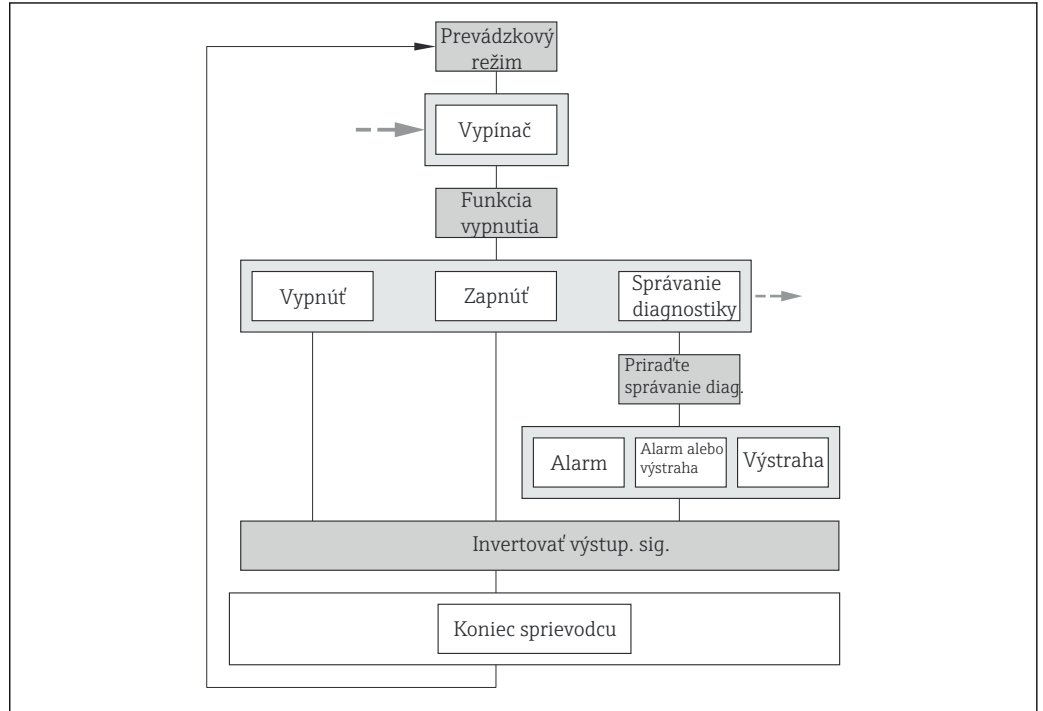 Prevádzkový
režim
Vypínač
Funkcia
vypnutia
Vypnúť
Zapnúť
Správanie
diagnostiky
Priraďte
správanie diag.
Alarm
Alarm alebo
výstraha
Výstraha
Invertovať výstup. sig.
Koniec sprievodcu